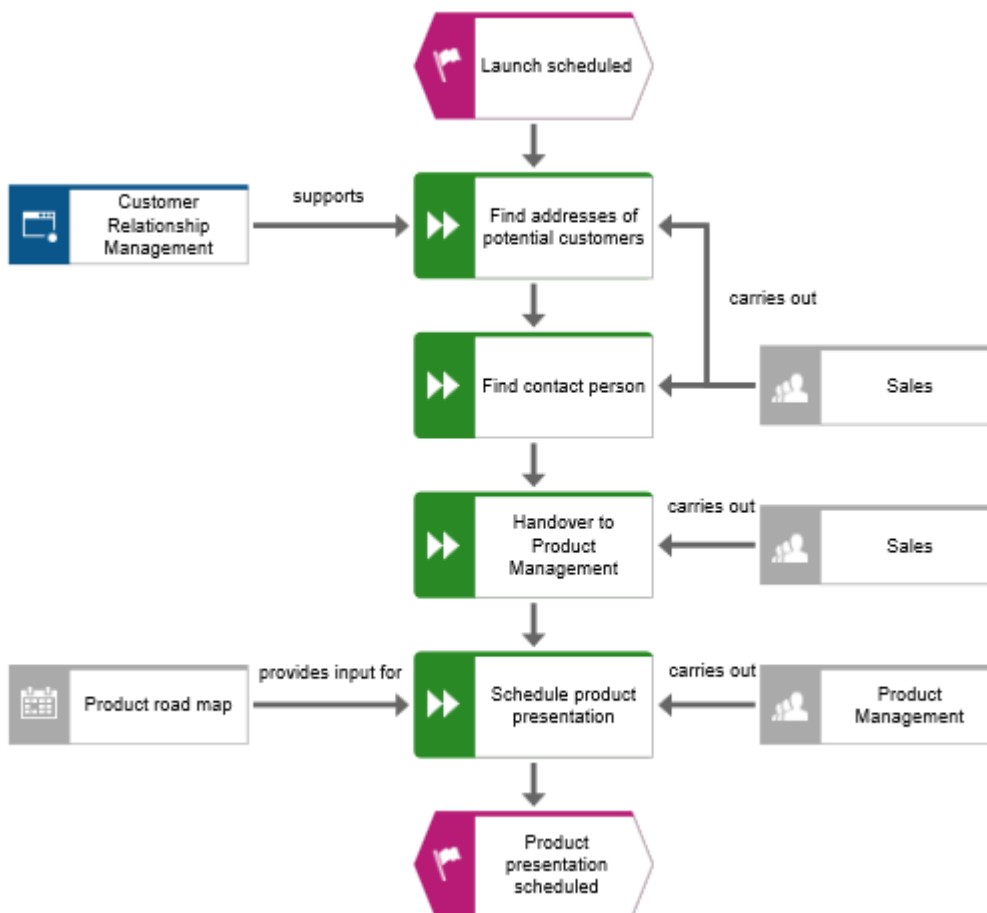 Launch scheduled
Customer
Relationship
Management
supports
Find addresses of
potential customers
carries out
Find contact person
Sales
Handover to
Product
Management
carries out
Sales
Product road map
provides input for
Schedule product
presentation
carries out
Product
Management
Product
presentation
scheduled